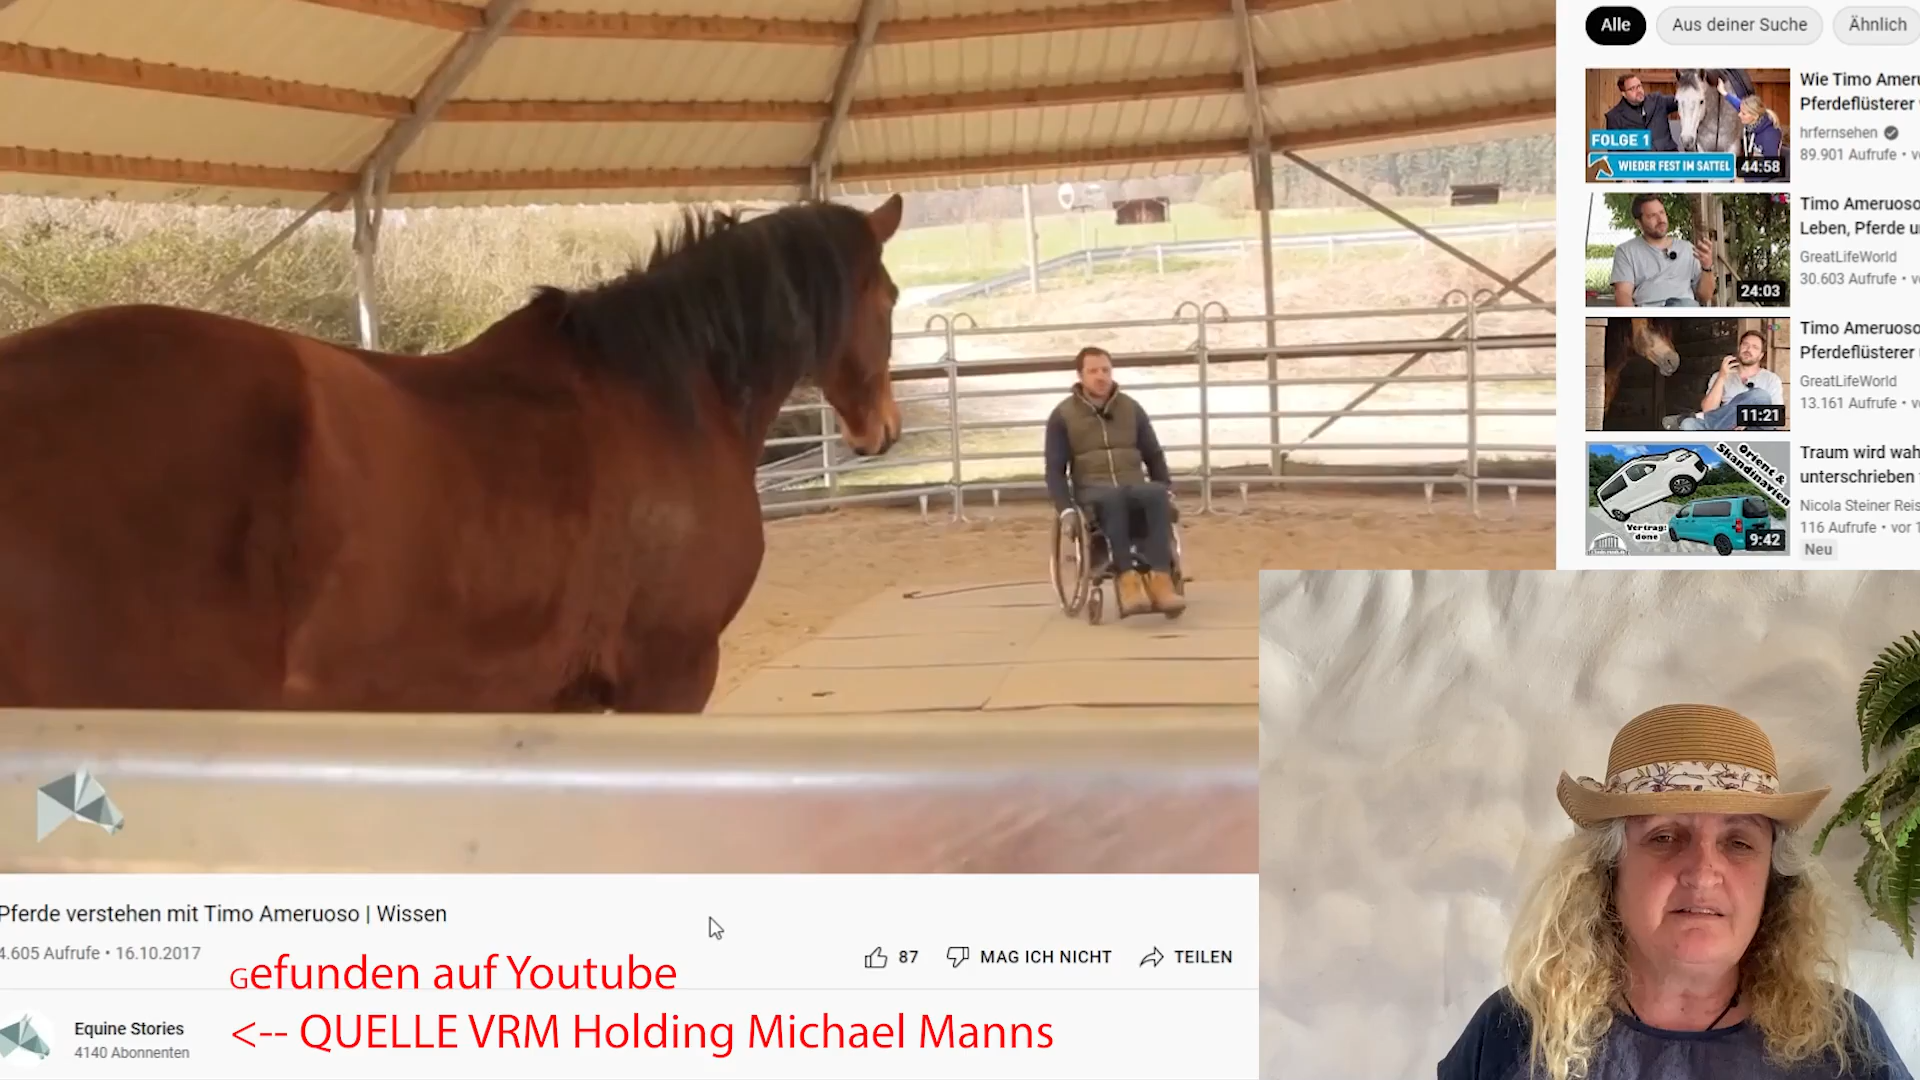 Alle
Aus deiner Suche
Ähnlich
FOLGE 1
WIEDER FEST IM SATTEL
44:58
Wie Timo Ameru
Pferdeflüsterer
hrfernsehen
89.901 Aufrufe •
24:03
Timo Ameruoso
Leben, Pferde u
GreatLifeWorld
30.603 Aufrufe •
11:21
Timo Ameruoso
Pferdeflüsterer
GreatLifeWorld
13.161 Aufrufe •
Orient &
Skandinavien
Vertrag:
done
9:42
Traum wird wah
unterschrieben
Nicola Steiner Reis
116 Aufrufe • vor 1
Neu
Pferde verstehen mit Timo Ameruoso | Wissen
4.605 Aufrufe • 16.10.2017
87
MAG ICH NICHT
TEILEN
Gefunden auf Youtube
Equine Stories
4140 Abonnenten
<-- QUELLE VRM Holding Michael Manns